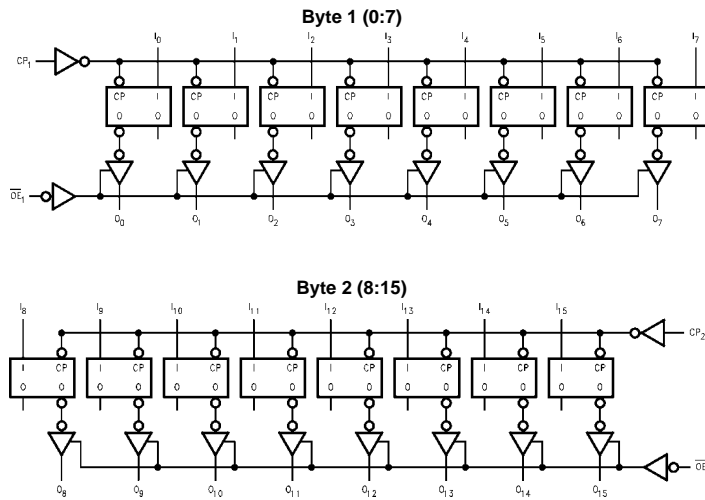 Byte 1 (0:7)
I0 I1 I2 I3 I4 I5 I6 I7
CP1
CP I CP I CP I CP I CP I CP I CP I CP I
O O O O O O O O O O O O O O O O
OE1
O0 O1 O2 O3 O4 O5 O6 O7
Byte 2 (8:15)
I8 I9 I10 I11 I12 I13 I14 I15
CP2
I CP I CP I CP I CP I CP I CP I CP I CP
O O O O O O O O O O O O O O O O
OE
O8 O9 O10 O11 O12 O13 O14 O15